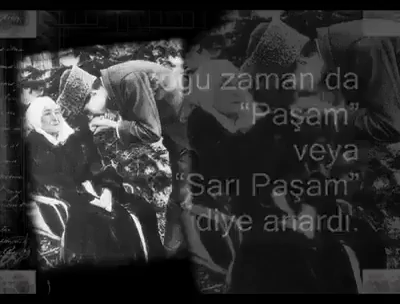 zaman da
“Paşam”
veya
“Sarı Paşam”
diye anardı.